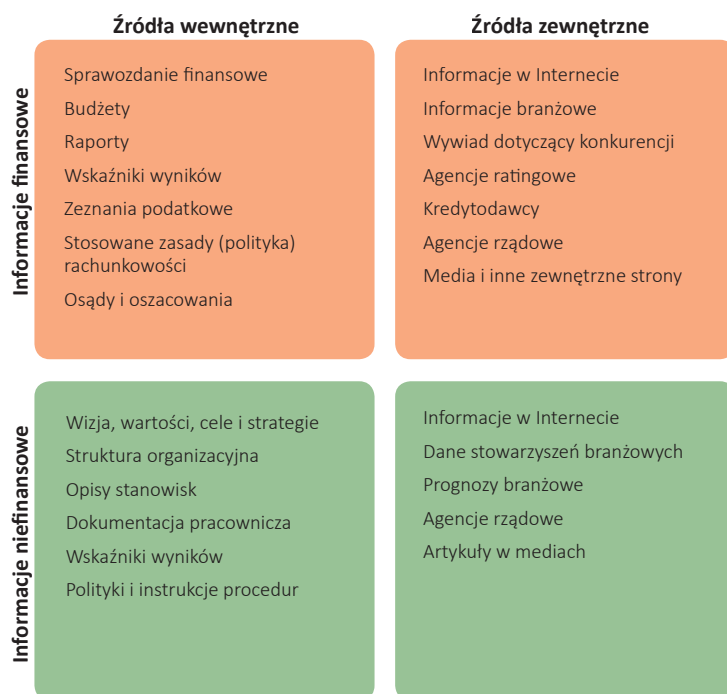 Źródła wewnętrzne
Źródła zewnętrzne
Informacje finansowe
Sprawozdanie finansowe
Budżety
Raporty
Wskaźniki wyników
Zeznania podatkowe
Stosowane zasady (polityka)
rachunkowości
Osądy i oszacowania
Informacje w Internecie
Informacje branżowe
Wywiad dotyczący konkurencji
Agencje ratingowe
Kredytodawcy
Agencje rządowe
Media i inne zewnętrzne strony
Informacje niefinansowe
Wizja, wartości, cele i strategie
Struktura organizacyjna
Opisy stanowisk
Dokumentacja pracownicza
Wskaźniki wyników
Polityki i instrukcje procedur
Informacje w Internecie
Dane stowarzyszeń branżowych
Prognozy branżowe
Agencje rządowe
Artykuły w mediach